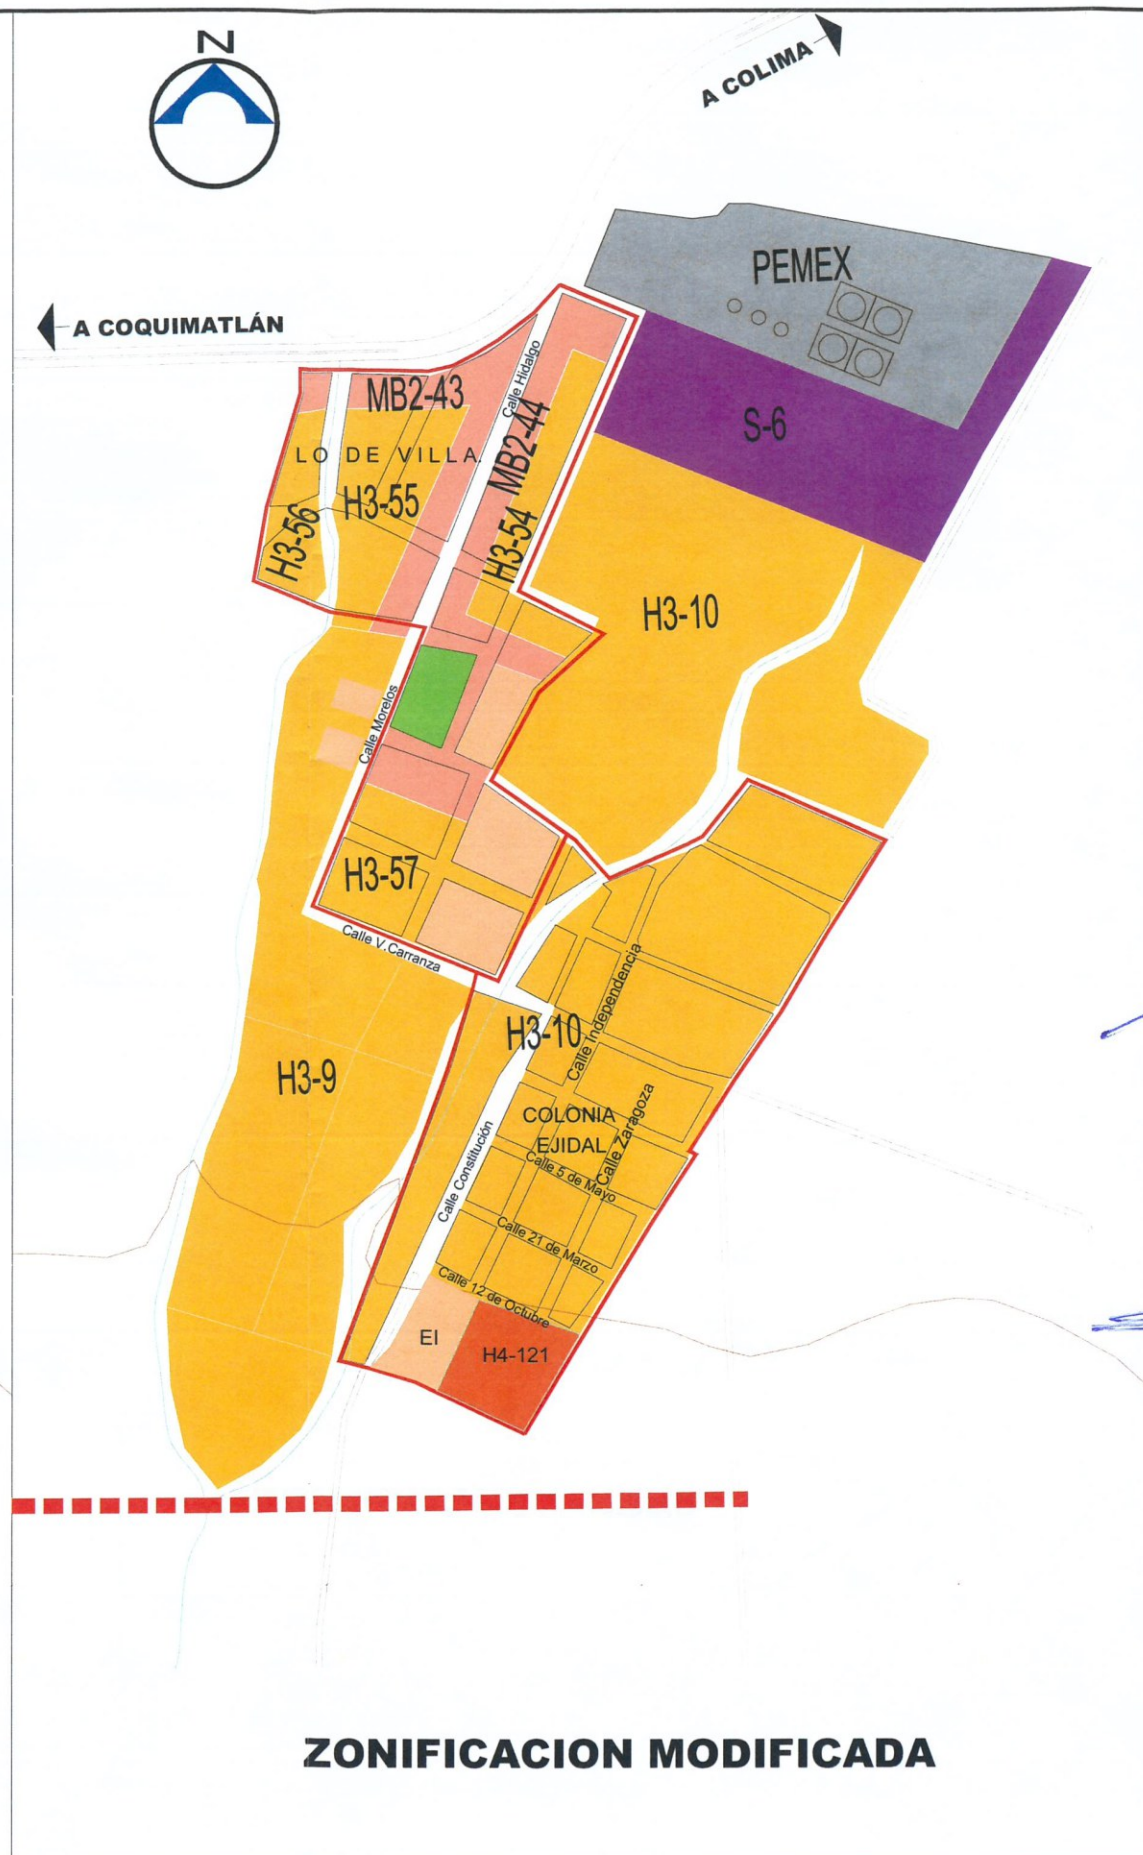 N
A COLIMA
PEMEX
A COQUIMATLÁN
Calle Hidalgo
MB2-43
MB2-44
S-6
LO DE VILLA
H3-55
H3-56
H3-54
H3-10
Calle Morelos
H3-57
Calle V.Carranza
Calle Independencia
H3-10
H3-9
Calle Zaragoza
COLONIA
EJIDAL
Calle Constitución
Calle 5 de Mayo
Calle 21 de Marzo
Calle 12 de Octubre
EI
H4-121
ZONIFICACION MODIFICADA